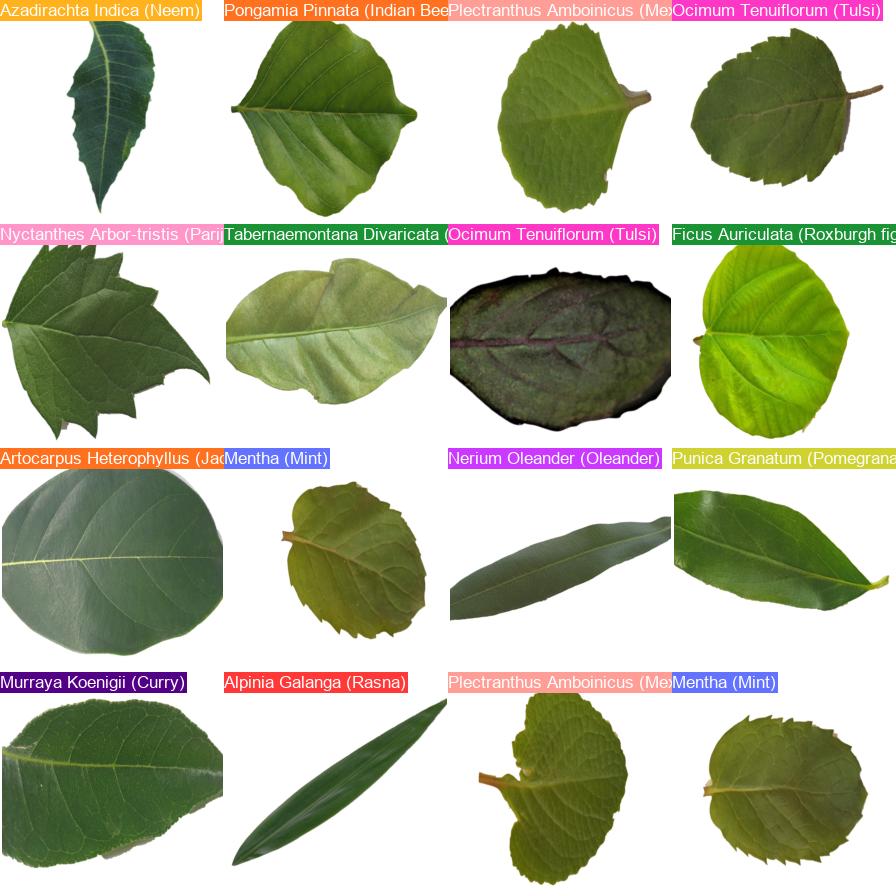 Azadirachta Indica (Neem)
Pongamia Pinnata (Indian Bee
Plectranthus Amboinicus (Mex
Ocimum Tenuiflorum (Tulsi)
Nyctanthes Arbor-tristis (Parij
Tabernaemontana Divaricata (
Ocimum Tenuiflorum (Tulsi)
Ficus Auriculata (Roxburgh fig
Artocarpus Heterophyllus (Jac
Mentha (Mint)
Nerium Oleander (Oleander)
Punica Granatum (Pomegrana
Murraya Koenigii (Curry)
Alpinia Galanga (Rasna)
Plectranthus Amboinicus (Mex
Mentha (Mint)